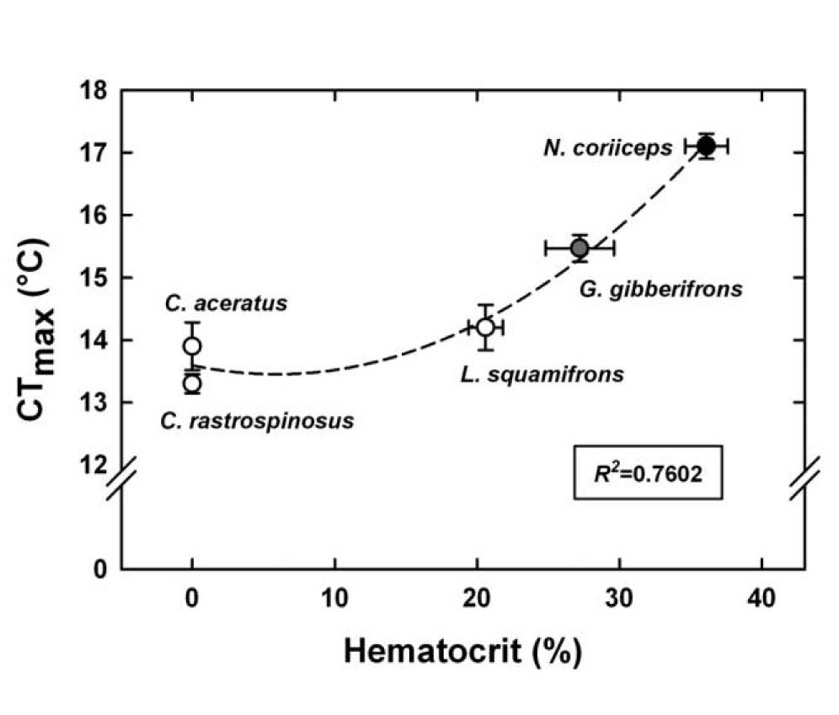 18
17
16
15
14
13
12
0
CTmax (°C)
N. coriiceps
G. gibberifrons
C. aceratus
L. squamifrons
C. rastrospinosus
R²=0.7602
0 10 20 30 40
Hematocrit (%)